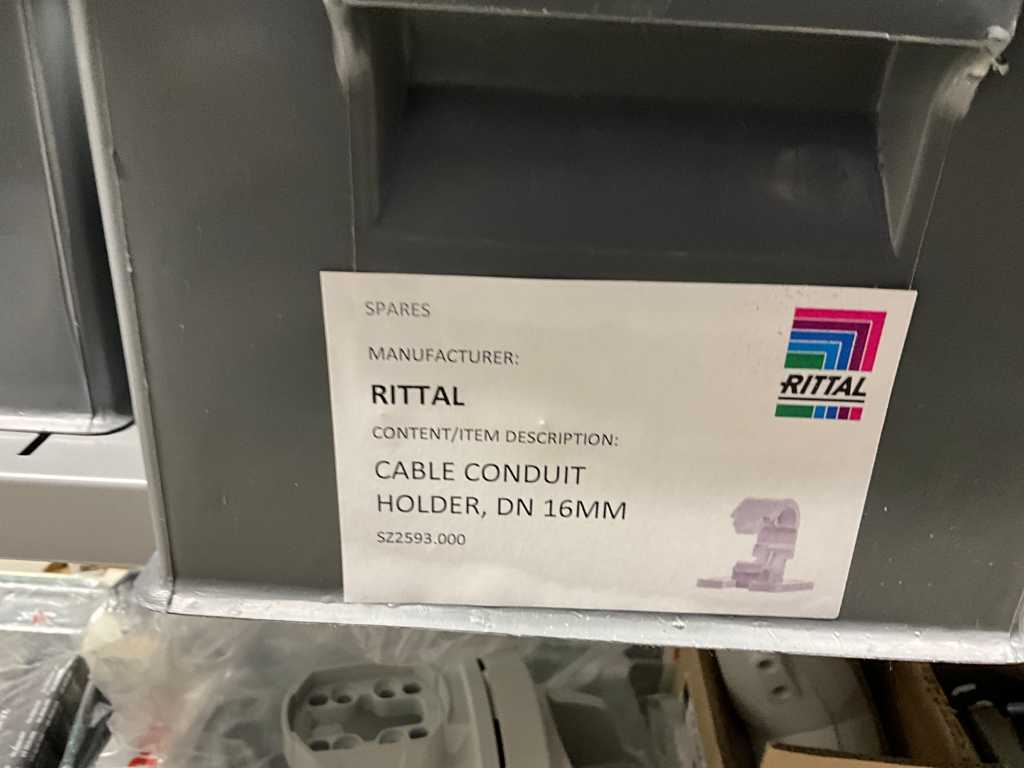 SPARES
MANUFACTURER:
RITTAL
CONTENT/ITEM DESCRIPTION:
CABLE CONDUIT
HOLDER, DN 16MM
SZ2593.000
RITTAL